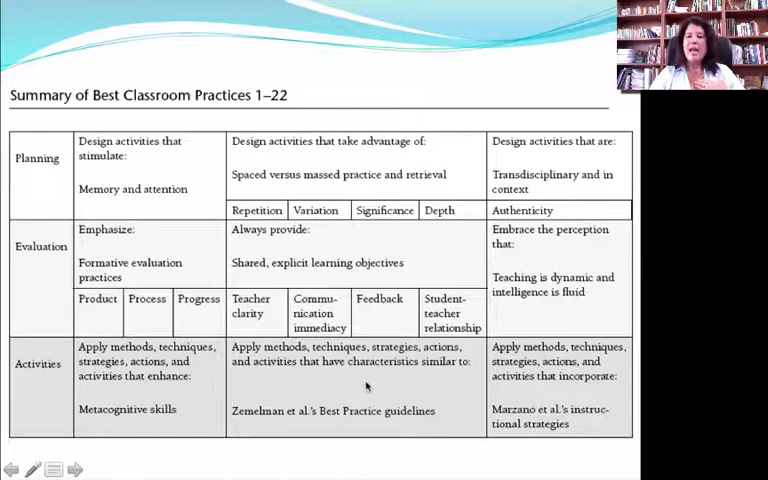 Summary of Best Classroom Practices 1–22
Planning
Design activities that
stimulate:
Memory and attention
Design activities that take advantage of:
Spaced versus massed practice and retrieval
Repetition
Variation
Significance
Depth
Design activities that are:
Transdisciplinary and in
context
Authenticity
Evaluation
Emphasize:
Formative evaluation
practices
Product
Process
Progress
Always provide:
Shared, explicit learning objectives
Teacher
clarity
Commu-
nication
immediacy
Feedback
Student-
teacher
relationship
Embrace the perception
that:
Teaching is dynamic and
intelligence is fluid
Activities
Apply methods, techniques,
strategies, actions, and
activities that enhance:
Metacognitive skills
Apply methods, techniques, strategies, actions,
and activities that have characteristics similar to:
Zemelman et al.'s Best Practice guidelines
Apply methods, techniques,
strategies, actions, and
activities that incorporate:
Marzano et al.'s instruc-
tional strategies